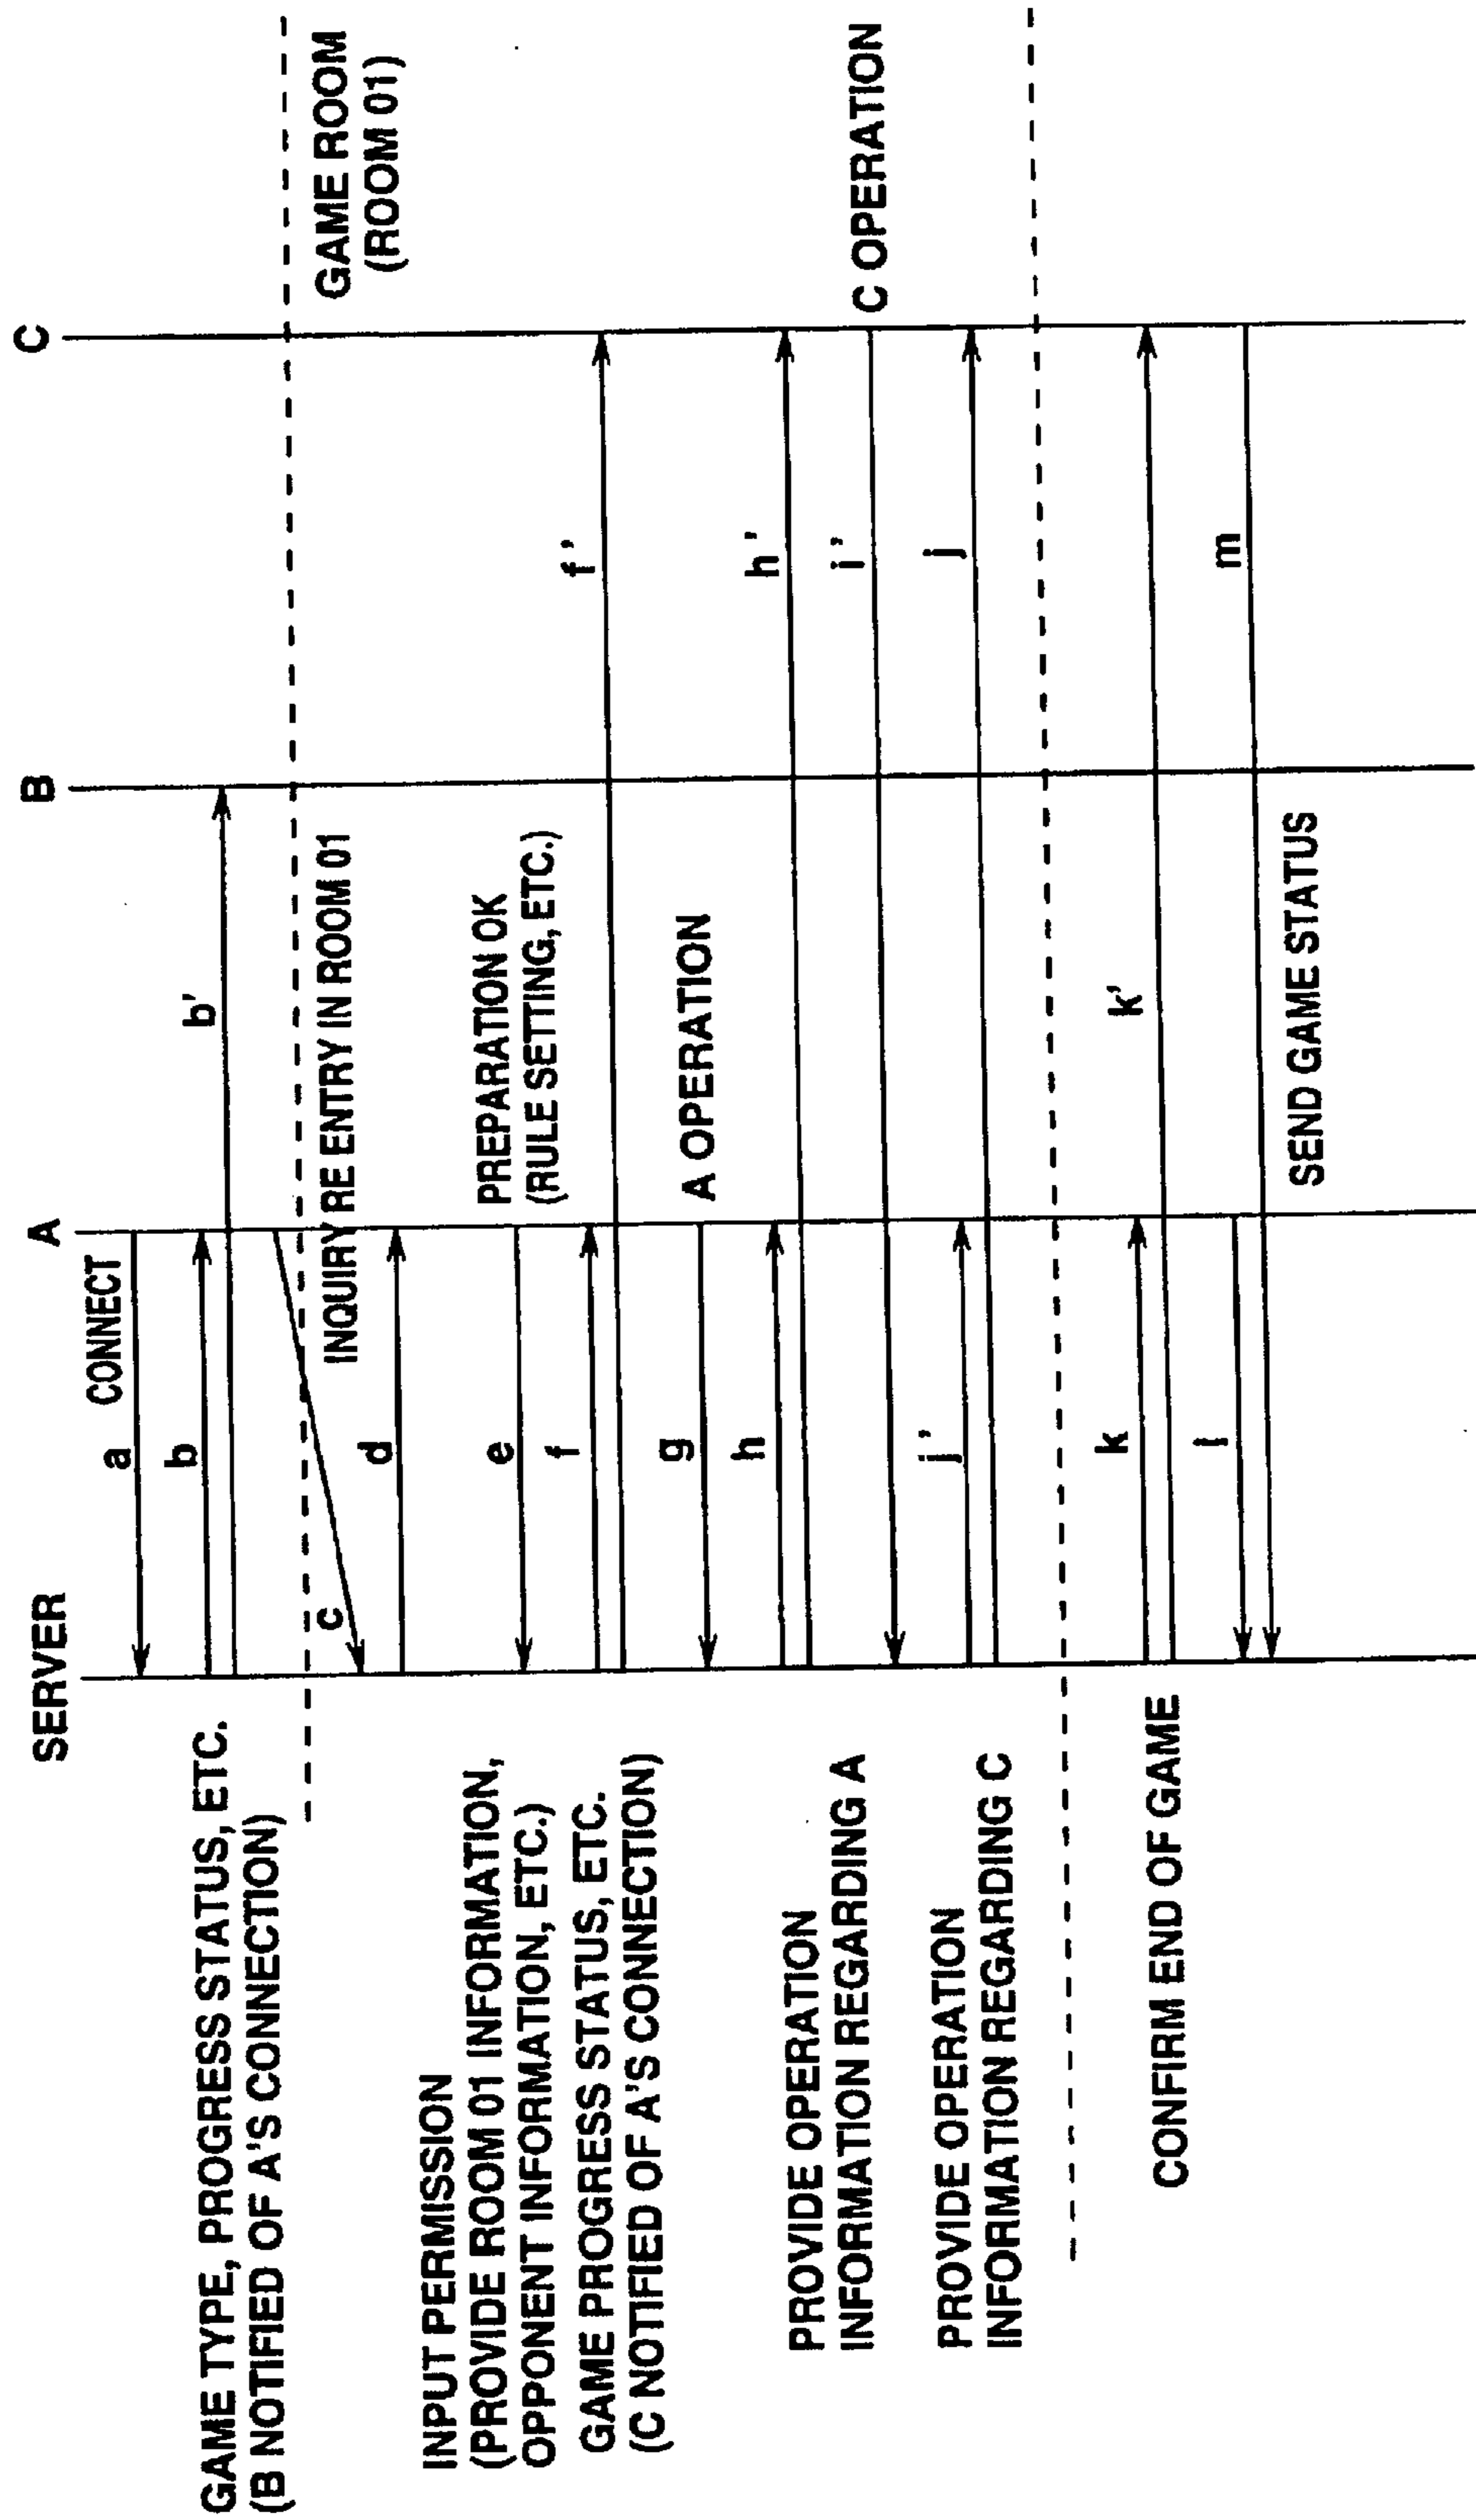 SERVER
A
B
C
CONNECT
a
GAME TYPE, PROGRESS STATUS, ETC.
(B NOTIFIED OF A'S CONNECTION)
b
b'
c
INQUIRY RE ENTRY IN ROOM 01
GAME ROOM
(ROOM 01)
d
INPUT PERMISSION
(PROVIDE ROOM 01 INFORMATION,
OPPONENT INFORMATION, ETC.)
e
PREPARATION OK
(RULE SETTING, ETC.)
GAME PROGRESS STATUS, ETC.
(C NOTIFIED OF A'S CONNECTION)
f
f'
g
A OPERATION
PROVIDE OPERATION
INFORMATION REGARDING A
h
h'
i'
C OPERATION
PROVIDE OPERATION
INFORMATION REGARDING C
j'
j
CONFIRM END OF GAME
k
k'
l
m
SEND GAME STATUS